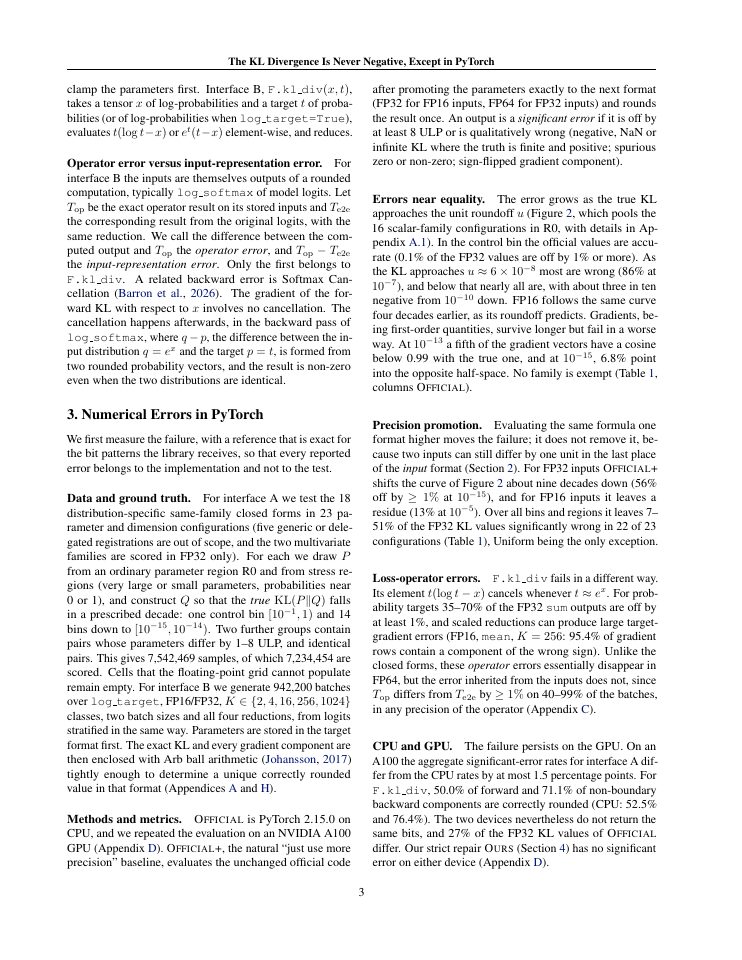 The KL Divergence Is Never Negative, Except in PyTorch
clamp the parameters first. Interface B, F.kl_div(x, t),
takes a tensor x of log-probabilities and a target t of proba-
bilities (or of log-probabilities when log_target=True),
evaluates t(log t−x) or eᵗ(t−x) element-wise, and reduces.
Operator error versus input-representation error. For
interface B the inputs are themselves outputs of a rounded
computation, typically log_softmax of model logits. Let
T_op be the exact operator result on its stored inputs and T_e2e
the corresponding result from the original logits, with the
same reduction. We call the difference between the com-
puted output and T_op the operator error, and T_op − T_e2e
the input-representation error. Only the first belongs to
F.kl_div. A related backward error is Softmax Can-
cellation (Barron et al., 2026). The gradient of the for-
ward KL with respect to x involves no cancellation. The
cancellation happens afterwards, in the backward pass of
log_softmax, where q − p, the difference between the in-
put distribution q = eˣ and the target p = t, is formed from
two rounded probability vectors, and the result is non-zero
even when the two distributions are identical.
3. Numerical Errors in PyTorch
We first measure the failure, with a reference that is exact for
the bit patterns the library receives, so that every reported
error belongs to the implementation and not to the test.
Data and ground truth. For interface A we test the 18
distribution-specific same-family closed forms in 23 pa-
rameter and dimension configurations (five generic or dele-
gated registrations are out of scope, and the two multivariate
families are scored in FP32 only). For each we draw P
from an ordinary parameter region R0 and from stress re-
gions (very large or small parameters, probabilities near
0 or 1), and construct Q so that the true KL(P∥Q) falls
in a prescribed decade: one control bin [10⁻¹, 1) and 14
bins down to [10⁻¹⁵, 10⁻¹⁴). Two further groups contain
pairs whose parameters differ by 1–8 ULP, and identical
pairs. This gives 7,542,469 samples, of which 7,234,454 are
scored. Cells that the floating-point grid cannot populate
remain empty. For interface B we generate 942,200 batches
over log_target, FP16/FP32, K ∈ {2, 4, 16, 256, 1024}
classes, two batch sizes and all four reductions, from logits
stratified in the same way. Parameters are stored in the target
format first. The exact KL and every gradient component are
then enclosed with Arb ball arithmetic (Johansson, 2017)
tightly enough to determine a unique correctly rounded
value in that format (Appendices A and H).
Methods and metrics. OFFICIAL is PyTorch 2.15.0 on
CPU, and we repeated the evaluation on an NVIDIA A100
GPU (Appendix D). OFFICIAL+, the natural “just use more
precision” baseline, evaluates the unchanged official code
after promoting the parameters exactly to the next format
(FP32 for FP16 inputs, FP64 for FP32 inputs) and rounds
the result once. An output is a significant error if it is off by
at least 8 ULP or is qualitatively wrong (negative, NaN or
infinite KL where the truth is finite and positive; spurious
zero or non-zero; sign-flipped gradient component).
Errors near equality. The error grows as the true KL
approaches the unit roundoff u (Figure 2, which pools the
16 scalar-family configurations in R0, with details in Ap-
pendix A.1). In the control bin the official values are accu-
rate (0.1% of the FP32 values are off by 1% or more). As
the KL approaches u ≈ 6 × 10⁻⁸ most are wrong (86% at
10⁻⁷), and below that nearly all are, with about three in ten
negative from 10⁻¹⁰ down. FP16 follows the same curve
four decades earlier, as its roundoff predicts. Gradients, be-
ing first-order quantities, survive longer but fail in a worse
way. At 10⁻¹³ a fifth of the gradient vectors have a cosine
below 0.99 with the true one, and at 10⁻¹⁵, 6.8% point
into the opposite half-space. No family is exempt (Table 1,
columns OFFICIAL).
Precision promotion. Evaluating the same formula one
format higher moves the failure; it does not remove it, be-
cause two inputs can still differ by one unit in the last place
of the input format (Section 2). For FP32 inputs OFFICIAL+
shifts the curve of Figure 2 about nine decades down (56%
off by ≥ 1% at 10⁻¹⁵), and for FP16 inputs it leaves a
residue (13% at 10⁻⁵). Over all bins and regions it leaves 7–
51% of the FP32 KL values significantly wrong in 22 of 23
configurations (Table 1), Uniform being the only exception.
Loss-operator errors. F.kl_div fails in a different way.
Its element t(log t − x) cancels whenever t ≈ eˣ. For prob-
ability targets 35–70% of the FP32 sum outputs are off by
at least 1%, and scaled reductions can produce large target-
gradient errors (FP16, mean, K = 256: 95.4% of gradient
rows contain a component of the wrong sign). Unlike the
closed forms, these operator errors essentially disappear in
FP64, but the error inherited from the inputs does not, since
T_op differs from T_e2e by ≥ 1% on 40–99% of the batches,
in any precision of the operator (Appendix C).
CPU and GPU. The failure persists on the GPU. On an
A100 the aggregate significant-error rates for interface A dif-
fer from the CPU rates by at most 1.5 percentage points. For
F.kl_div, 50.0% of forward and 71.1% of non-boundary
backward components are correctly rounded (CPU: 52.5%
and 76.4%). The two devices nevertheless do not return the
same bits, and 27% of the FP32 KL values of OFFICIAL
differ. Our strict repair OURS (Section 4) has no significant
error on either device (Appendix D).
3